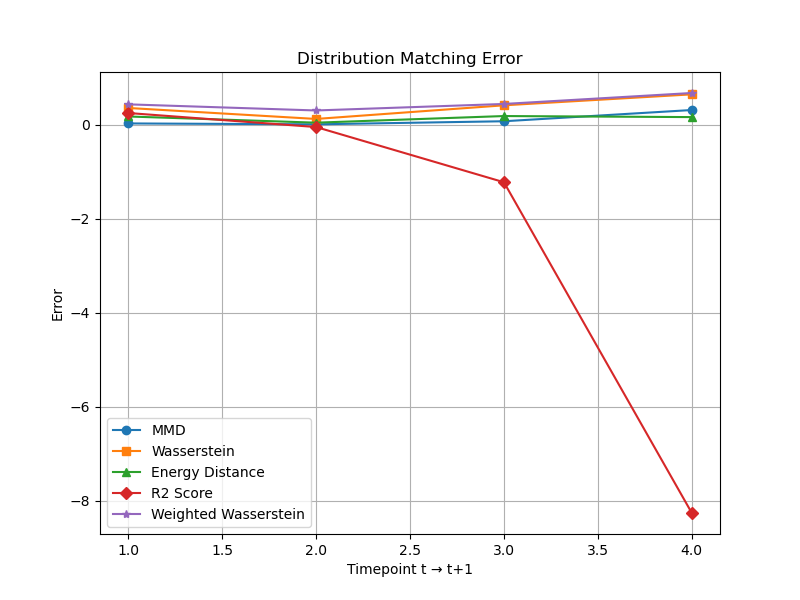 Distribution Matching Error
Error
0
−2
−4
−6
−8
MMD
Wasserstein
Energy Distance
R2 Score
Weighted Wasserstein
1.0 1.5 2.0 2.5 3.0 3.5 4.0
Timepoint t → t+1